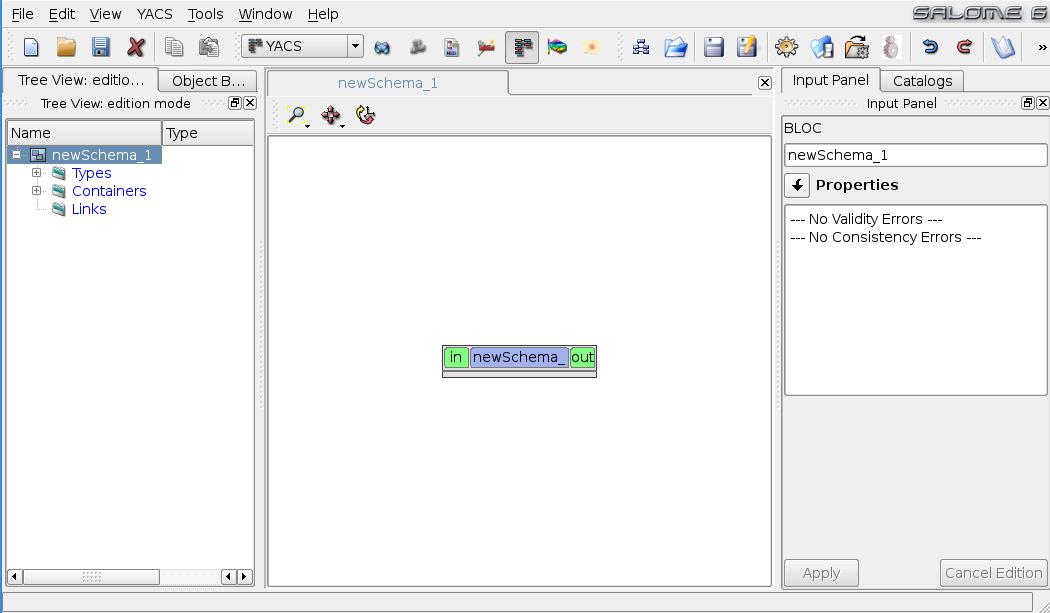 File Edit View YACS Tools Window Help
SALOME 6
YACS
»
Tree View: editio...
Object B...
Tree View: edition mode
Name
Type
newSchema_1
Types
Containers
Links
newSchema_1
in
newSchema_
out
Input Panel
Catalogs
Input Panel
BLOC
newSchema_1
Properties
--- No Validity Errors ---
--- No Consistency Errors ---
Apply
Cancel Edition